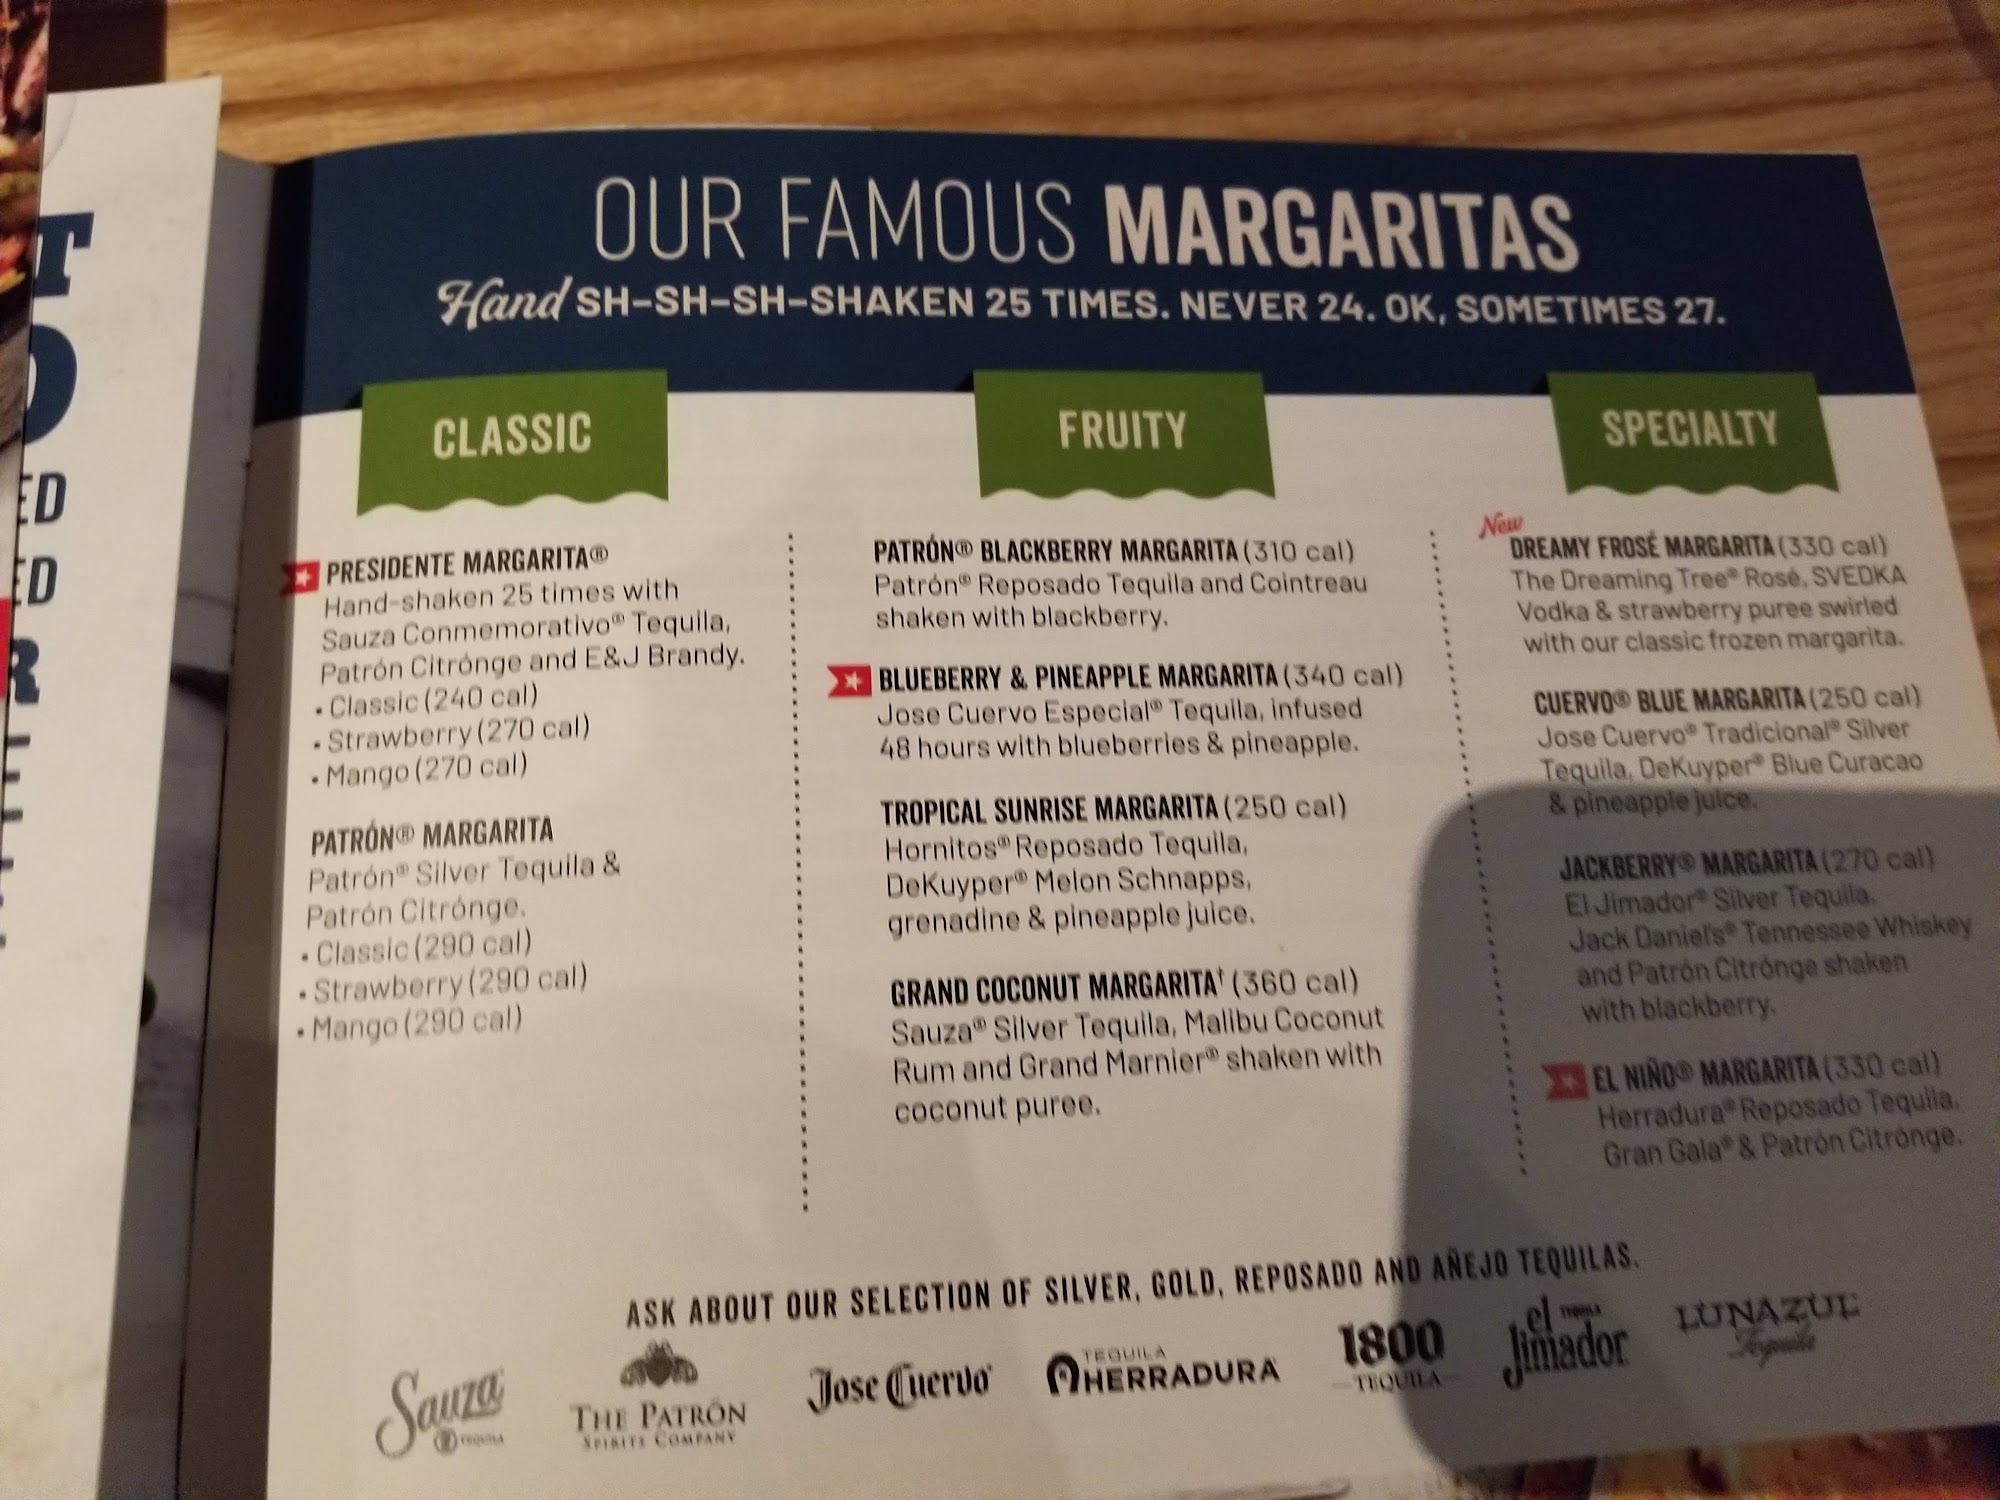 OUR FAMOUS MARGARITAS
Hand SH-SH-SH-SHAKEN 25 TIMES. NEVER 24. OK, SOMETIMES 27.
CLASSIC
PRESIDENTE MARGARITA®
Hand-shaken 25 times with
Sauza Conmemorativo® Tequila,
Patrón Citrónge and E&J Brandy.
• Classic (240 cal)
• Strawberry (270 cal)
• Mango (270 cal)
PATRÓN® MARGARITA
Patrón® Silver Tequila &
Patrón Citrónge.
• Classic (290 cal)
• Strawberry (290 cal)
• Mango (290 cal)
FRUITY
PATRÓN® BLACKBERRY MARGARITA (310 cal)
Patrón® Reposado Tequila and Cointreau
shaken with blackberry.
BLUEBERRY & PINEAPPLE MARGARITA (340 cal)
Jose Cuervo Especial® Tequila, infused
48 hours with blueberries & pineapple.
TROPICAL SUNRISE MARGARITA (250 cal)
Hornitos® Reposado Tequila,
DeKuyper® Melon Schnapps,
grenadine & pineapple juice.
GRAND COCONUT MARGARITA† (360 cal)
Sauza® Silver Tequila, Malibu Coconut
Rum and Grand Marnier® shaken with
coconut puree.
SPECIALTY
New
DREAMY FROSÉ MARGARITA (330 cal)
The Dreaming Tree® Rosé, SVEDKA
Vodka & strawberry puree swirled
with our classic frozen margarita.
CUERVO® BLUE MARGARITA (250 cal)
Jose Cuervo® Tradicional® Silver
Tequila, DeKuyper® Blue Curacao
& pineapple juice.
JACKBERRY® MARGARITA (270 cal)
El Jimador® Silver Tequila,
Jack Daniel's® Tennessee Whiskey
and Patrón Citrónge shaken
with blackberry.
EL NIÑO® MARGARITA (330 cal)
Herradura® Reposado Tequila,
Gran Gala® & Patrón Citrónge.
ASK ABOUT OUR SELECTION OF SILVER, GOLD, REPOSADO AND AÑEJO TEQUILAS.
Sauza
TEQUILA
THE PATRÓN
SPIRITS COMPANY
Jose Cuervo
TEQUILA
HERRADURA
1800
TEQUILA
el
TEQUILA
Jimador
LUNAZUL
Tequila
T
ED
ED
R